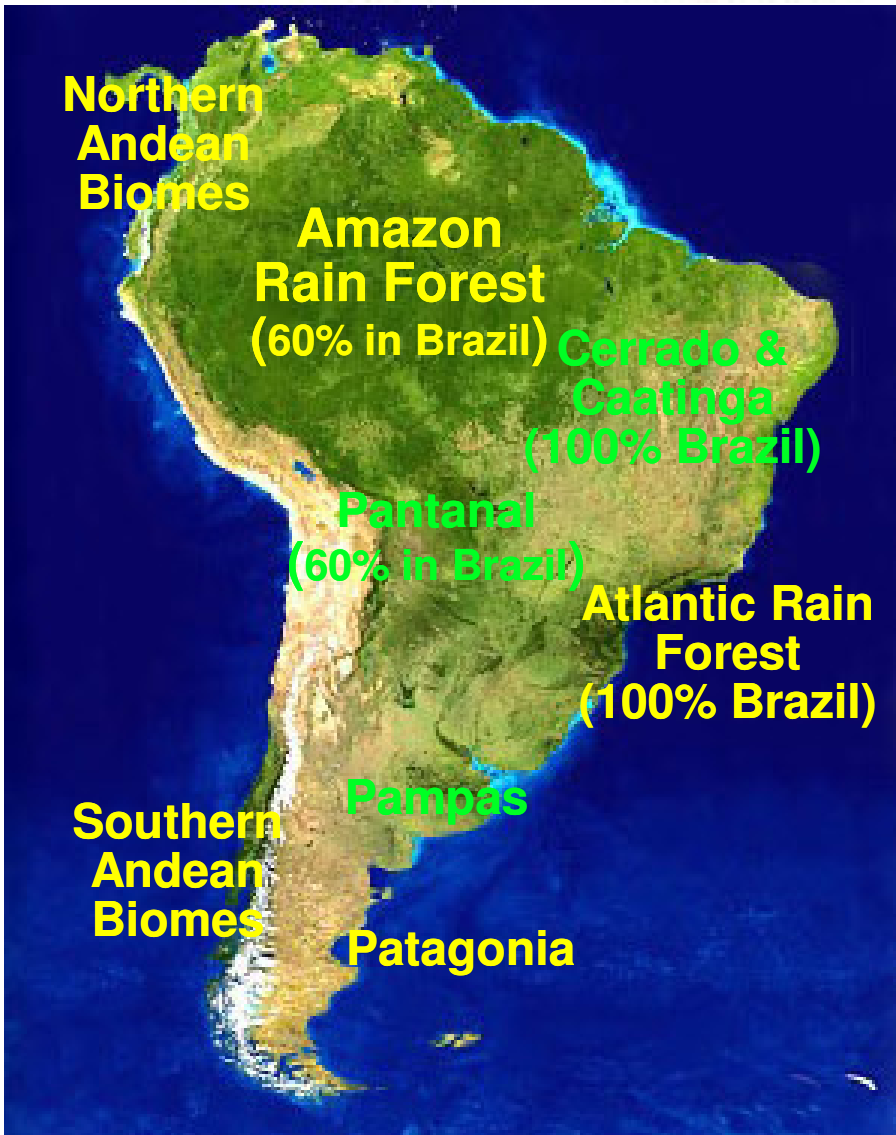 Northern
Andean
Biomes
Amazon
Rain Forest
(60% in Brazil)
Cerrado &
Caatinga
(100% Brazil)
Pantanal
(60% in Brazil)
Atlantic Rain
Forest
(100% Brazil)
Pampas
Southern
Andean
Biomes
Patagonia